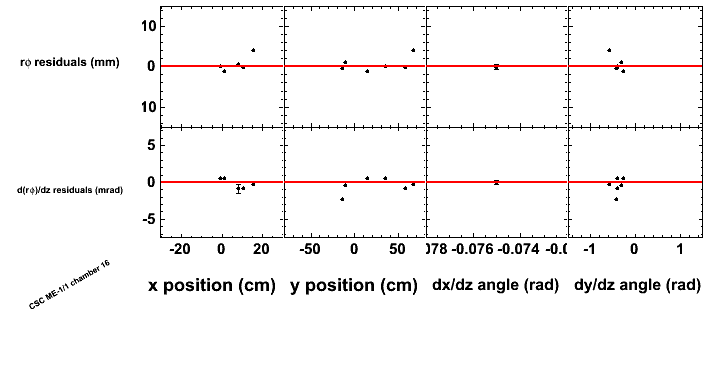 10
rϕ residuals (mm)
0
10
5
d(rϕ)/dz residuals (mrad)
0
-5
-20 0 20 -50 0 50 078 -0.076 -0.074 -0.0 -1 0 1
CSC ME-1/1 chamber 16
x position (cm) y position (cm) dx/dz angle (rad) dy/dz angle (rad)